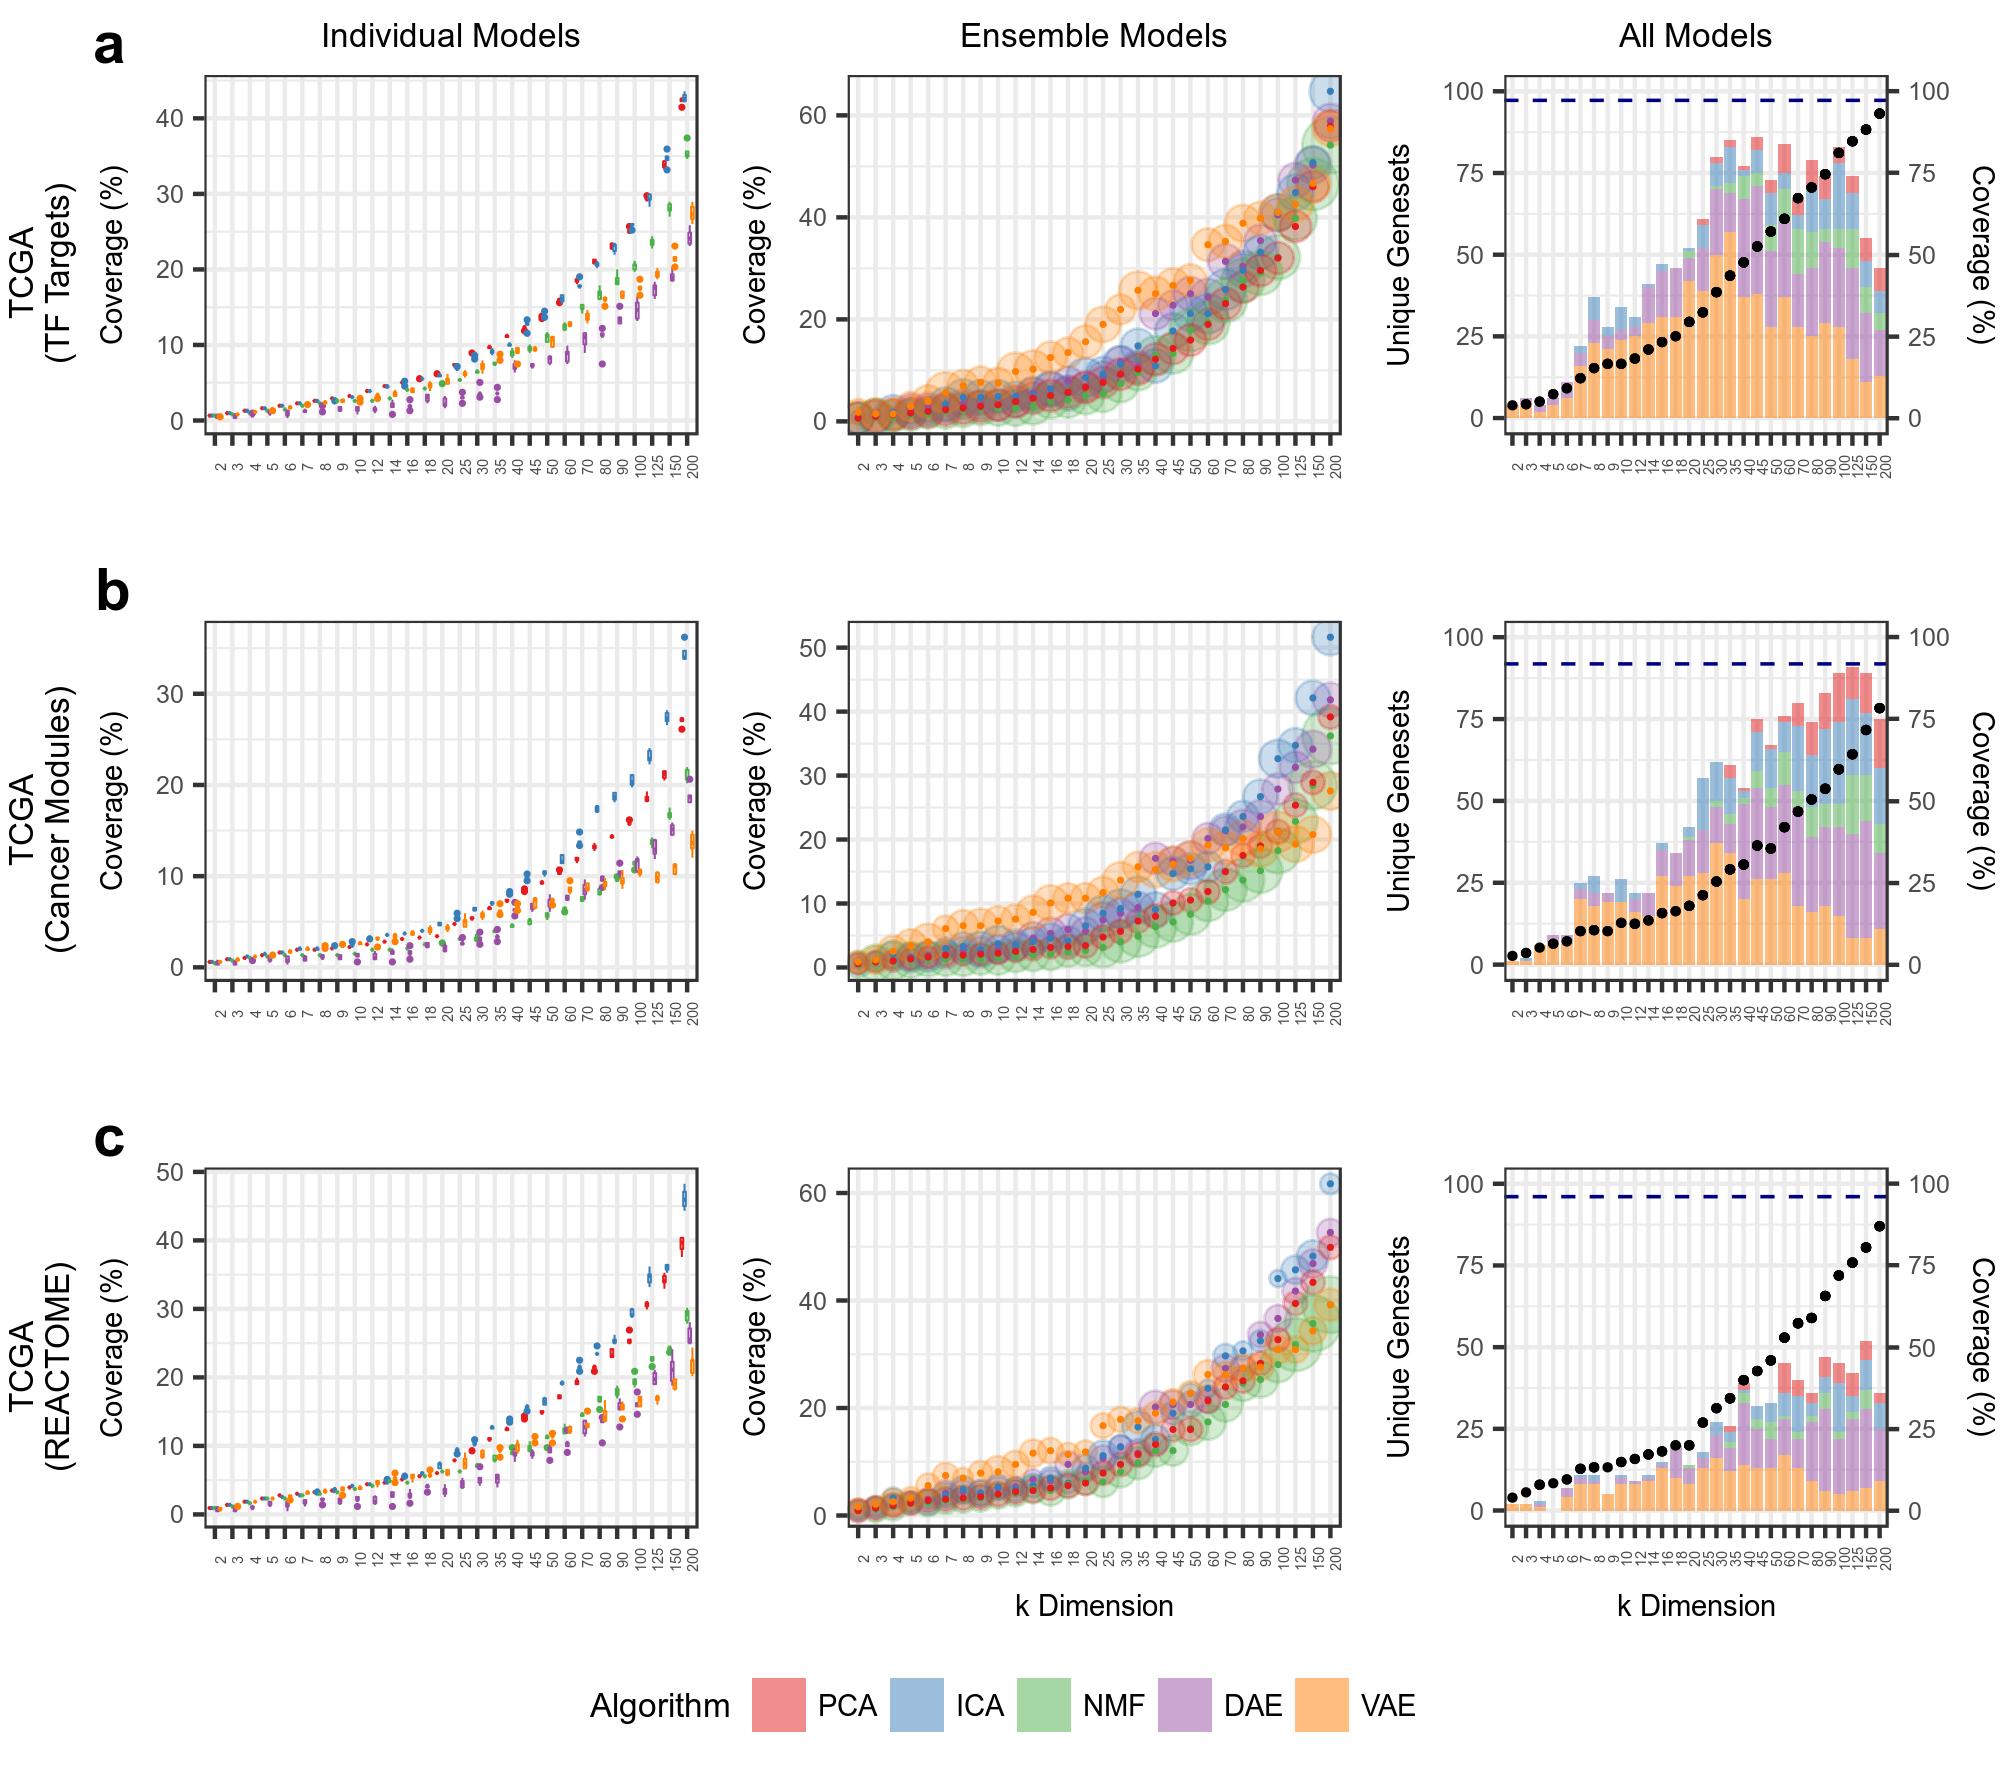 a
Individual Models
Ensemble Models
All Models
TCGA
(TF Targets)
Coverage (%)
40
30
20
10
0
2 3 4 5 6 7 8 9 10 12 14 16 18 20 25 30 35 40 45 50 60 70 80 90 100 125 150 200
Coverage (%)
60
40
20
0
2 3 4 5 6 7 8 9 10 12 14 16 18 20 25 30 35 40 45 50 60 70 80 90 100 125 150 200
Unique Genesets
100
75
50
25
0
2 3 4 5 6 7 8 9 10 12 14 16 18 20 25 30 35 40 45 50 60 70 80 90 100 125 150 200
100
75
50
25
0
Coverage (%)
b
TCGA
(Cancer Modules)
Coverage (%)
30
20
10
0
2 3 4 5 6 7 8 9 10 12 14 16 18 20 25 30 35 40 45 50 60 70 80 90 100 125 150 200
Coverage (%)
50
40
30
20
10
0
2 3 4 5 6 7 8 9 10 12 14 16 18 20 25 30 35 40 45 50 60 70 80 90 100 125 150 200
Unique Genesets
100
75
50
25
0
2 3 4 5 6 7 8 9 10 12 14 16 18 20 25 30 35 40 45 50 60 70 80 90 100 125 150 200
100
75
50
25
0
Coverage (%)
c
TCGA
(REACTOME)
Coverage (%)
50
40
30
20
10
0
2 3 4 5 6 7 8 9 10 12 14 16 18 20 25 30 35 40 45 50 60 70 80 90 100 125 150 200
Coverage (%)
60
40
20
0
2 3 4 5 6 7 8 9 10 12 14 16 18 20 25 30 35 40 45 50 60 70 80 90 100 125 150 200
k Dimension
Unique Genesets
100
75
50
25
0
2 3 4 5 6 7 8 9 10 12 14 16 18 20 25 30 35 40 45 50 60 70 80 90 100 125 150 200
100
75
50
25
0
Coverage (%)
k Dimension
Algorithm PCA ICA NMF DAE VAE